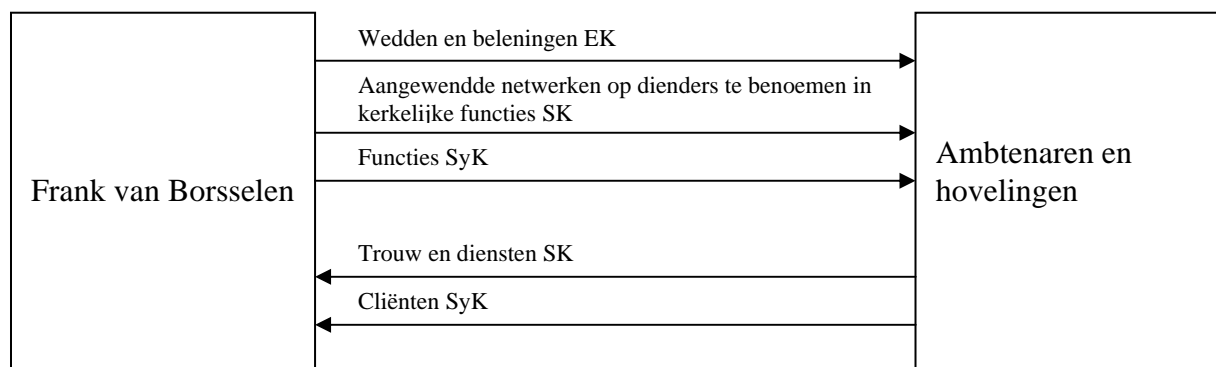 Wedden en beleningen EK
Aangewendde netwerken op dienders te benoemen in
kerkelijke functies SK
Functies SyK
Frank van Borsselen
Ambtenaren en
hovelingen
Trouw en diensten SK
Cliënten SyK